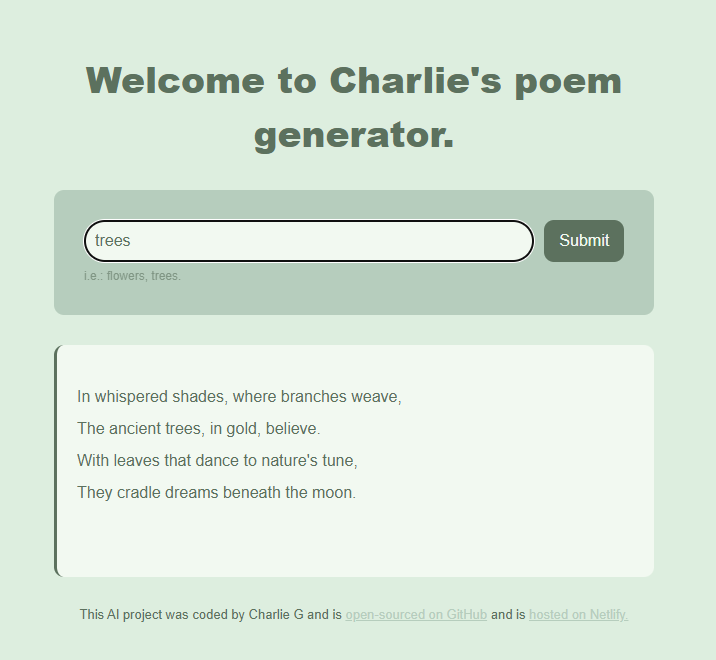 Welcome to Charlie's poem
generator.
trees
Submit
i.e.: flowers, trees.
In whispered shades, where branches weave,
The ancient trees, in gold, believe.
With leaves that dance to nature's tune,
They cradle dreams beneath the moon.
This AI project was coded by Charlie G and is open-sourced on GitHub and is hosted on Netlify.